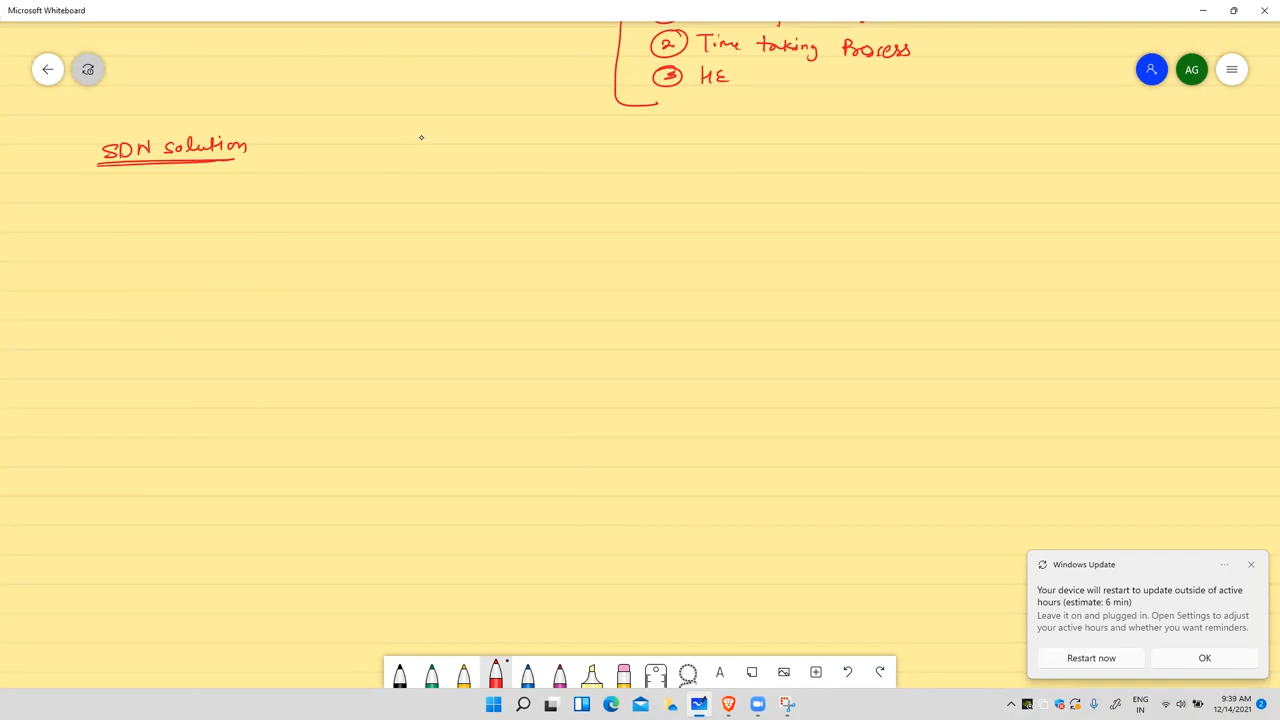 Microsoft Whiteboard
2 Time taking Process
3 HE
AG
SDN solution
Windows Update
Your device will restart to update outside of active
hours (estimate: 6 min)
Leave it on and plugged in. Open Settings to adjust
your active hours and whether you want reminders.
Restart now
OK
A
ENG
IN
9:39 AM
12/14/2021
2